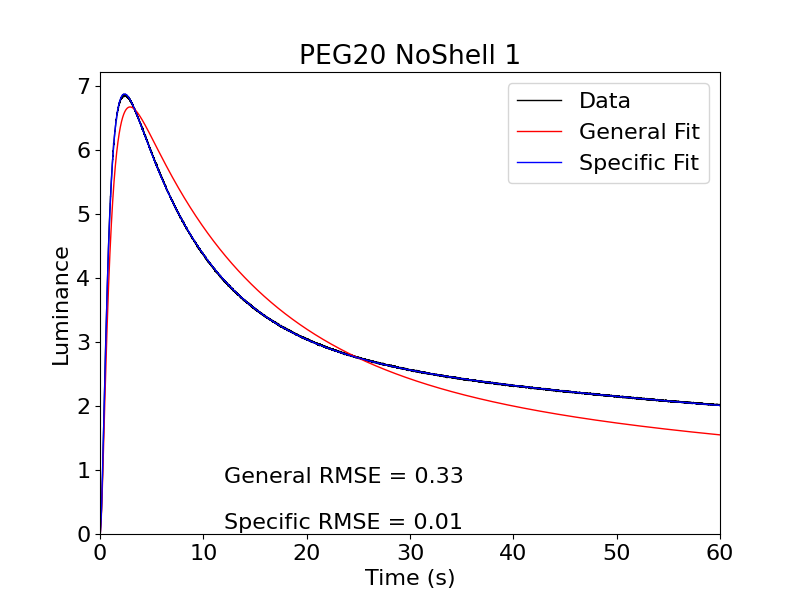 PEG20 NoShell 1
7
6
5
4
3
2
1
0
Luminance
Data
General Fit
Specific Fit
General RMSE = 0.33
Specific RMSE = 0.01
0 10 20 30 40 50 60
Time (s)